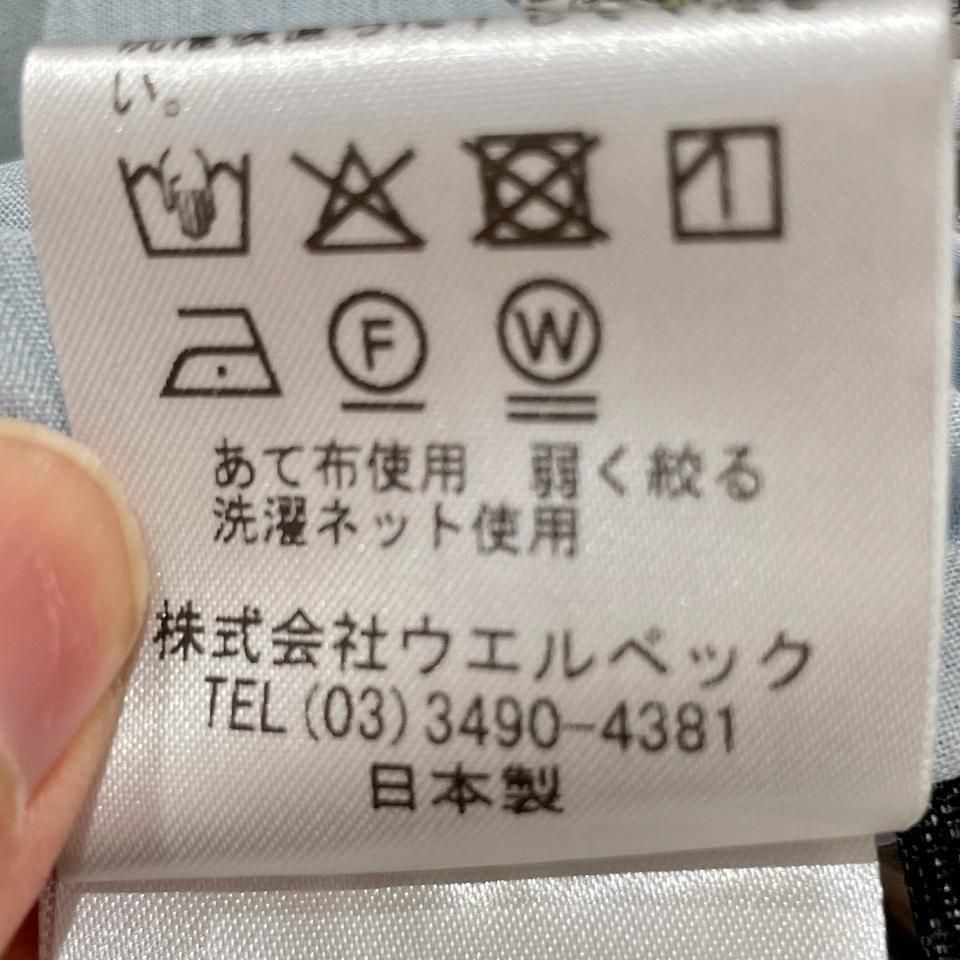 い。
F W
あて布使用 弱く絞る
洗濯ネット使用
株式会社ウエルベック
TEL(03)3490-4381
日本製